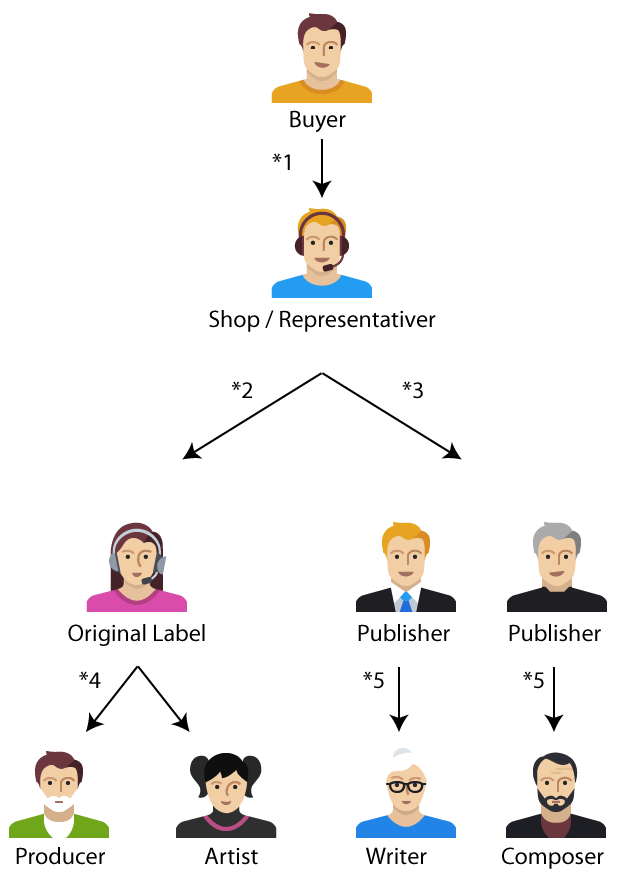 Buyer
*1
Shop / Representativer
*2
*3
Original Label
Publisher
Publisher
*4
*5
*5
Producer
Artist
Writer
Composer